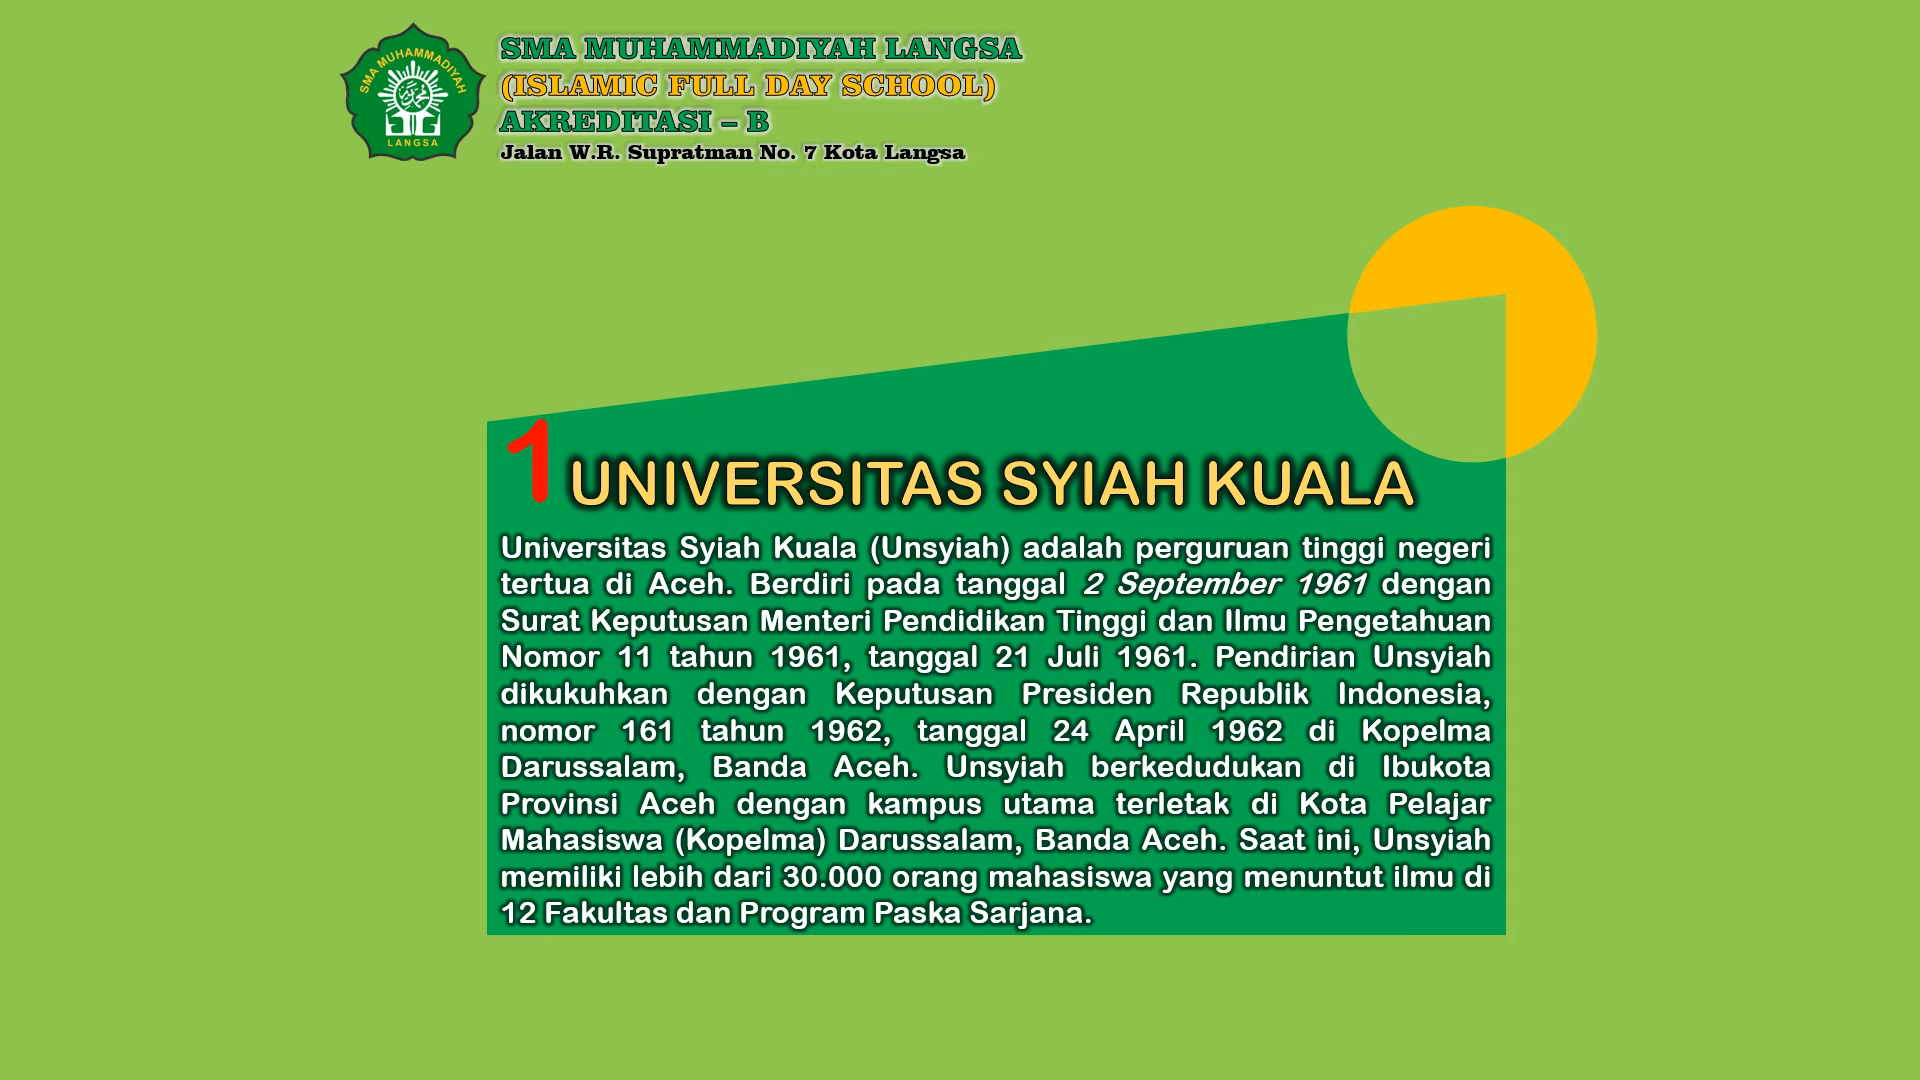 SMA MUHAMMADIYAH
LANGSA
SMA MUHAMMADIYAH LANGSA
(ISLAMIC FULL DAY SCHOOL)
AKREDITASI – B
Jalan W.R. Supratman No. 7 Kota Langsa
1 UNIVERSITAS SYIAH KUALA
Universitas Syiah Kuala (Unsyiah) adalah perguruan tinggi negeri
tertua di Aceh. Berdiri pada tanggal 2 September 1961 dengan
Surat Keputusan Menteri Pendidikan Tinggi dan Ilmu Pengetahuan
Nomor 11 tahun 1961, tanggal 21 Juli 1961. Pendirian Unsyiah
dikukuhkan dengan Keputusan Presiden Republik Indonesia,
nomor 161 tahun 1962, tanggal 24 April 1962 di Kopelma
Darussalam, Banda Aceh. Unsyiah berkedudukan di Ibukota
Provinsi Aceh dengan kampus utama terletak di Kota Pelajar
Mahasiswa (Kopelma) Darussalam, Banda Aceh. Saat ini, Unsyiah
memiliki lebih dari 30.000 orang mahasiswa yang menuntut ilmu di
12 Fakultas dan Program Paska Sarjana.